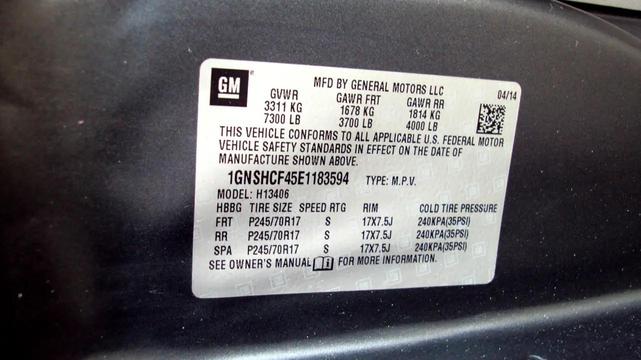 GM
MFD BY GENERAL MOTORS LLC
04/14
GVWR GAWR FRT GAWR RR
3311 KG 1678 KG 1814 KG
7300 LB 3700 LB 4000 LB
THIS VEHICLE CONFORMS TO ALL APPLICABLE U.S. FEDERAL MOTOR
VEHICLE SAFETY STANDARDS IN EFFECT ON THE DATE OF
MANUFACTURE SHOWN ABOVE.
1GNSHCF45E1183594 TYPE: M.P.V.
MODEL: H13406
HBBG TIRE SIZE SPEED RTG RIM COLD TIRE PRESSURE
FRT P245/70R17 S 17X7.5J 240KPA(35PSI)
RR P245/70R17 S 17X7.5J 240KPA(35PSI)
SPA P245/70R17 S 17X7.5J 240KPA(35PSI)
SEE OWNER'S MANUAL FOR MORE INFORMATION.